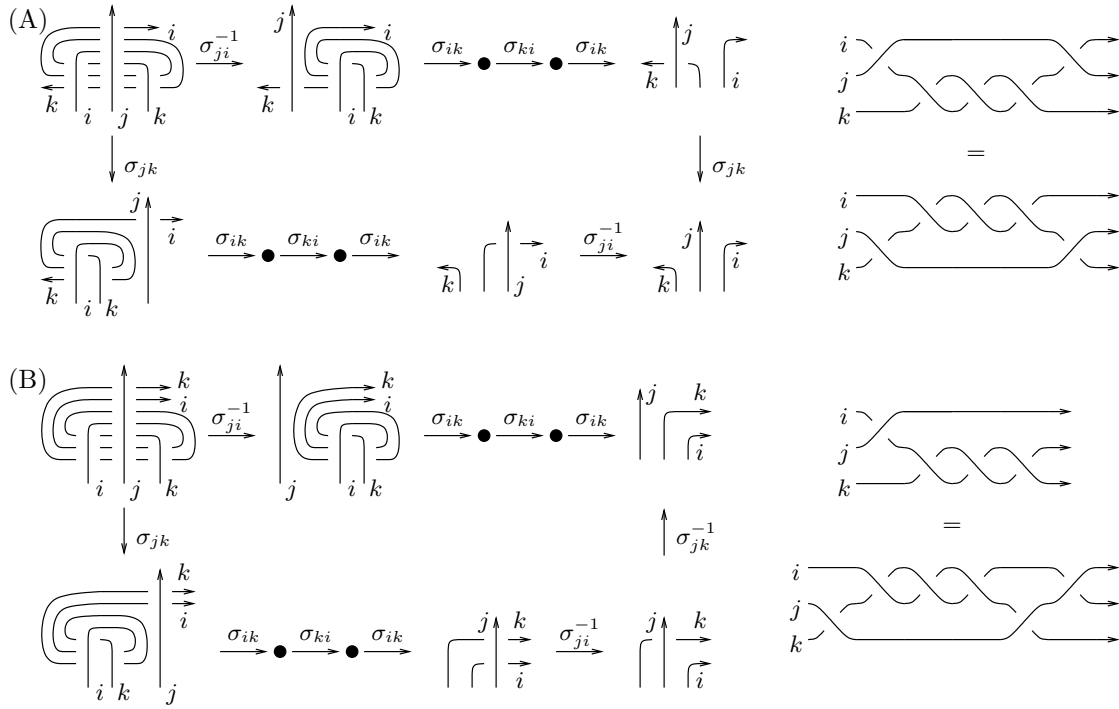 (A)
i σ_{ji}^{-1} j i σ_{ik} σ_{ki} σ_{ik} j i
k k k j
i j k i k i k
σ_{jk} σ_{jk} =
j i
i σ_{ik} σ_{ki} σ_{ik} σ_{ji}^{-1} j j
k i k i k
k k
i k j
(B)
k k
i σ_{ji}^{-1} i σ_{ik} σ_{ki} σ_{ik} j k i
j
i j k j i k i k
σ_{jk} σ_{jk}^{-1} =
k i
i σ_{ik} σ_{ki} σ_{ik} j k σ_{ji}^{-1} j k j
k
i k j i i